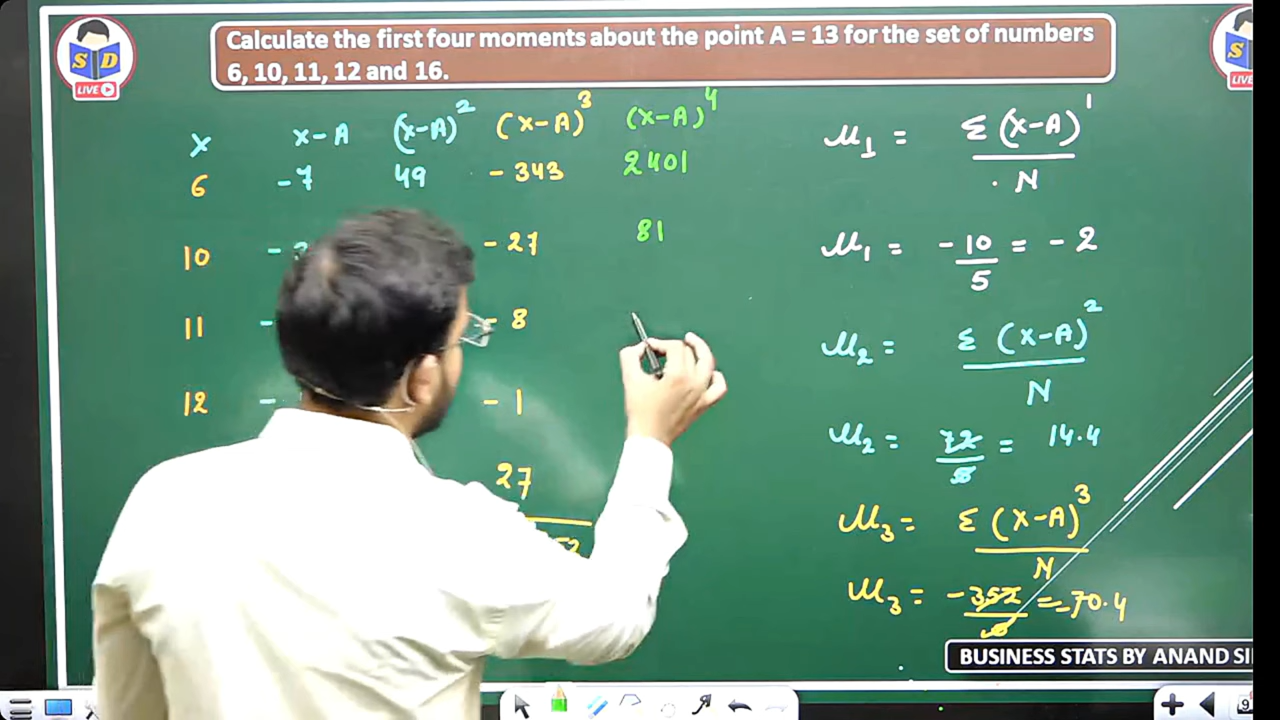 Calculate the first four moments about the point A = 13 for the set of numbers
6, 10, 11, 12 and 16.
S D
LIVE
S
LIV
x x-A (x-A)² (x-A)³ (x-A)⁴
6 -7 49 -343 2401
10 - -27 81
11 - -8
12 - -1
27
μ₁ = Σ(x-A)¹ / N
μ₁ = -10/5 = -2
μ₂ = Σ(x-A)² / N
μ₂ = 72/5 = 14.4
μ₃ = Σ(x-A)³ / N
μ₃ = -352/5 = -70.4
BUSINESS STATS BY ANAND SI